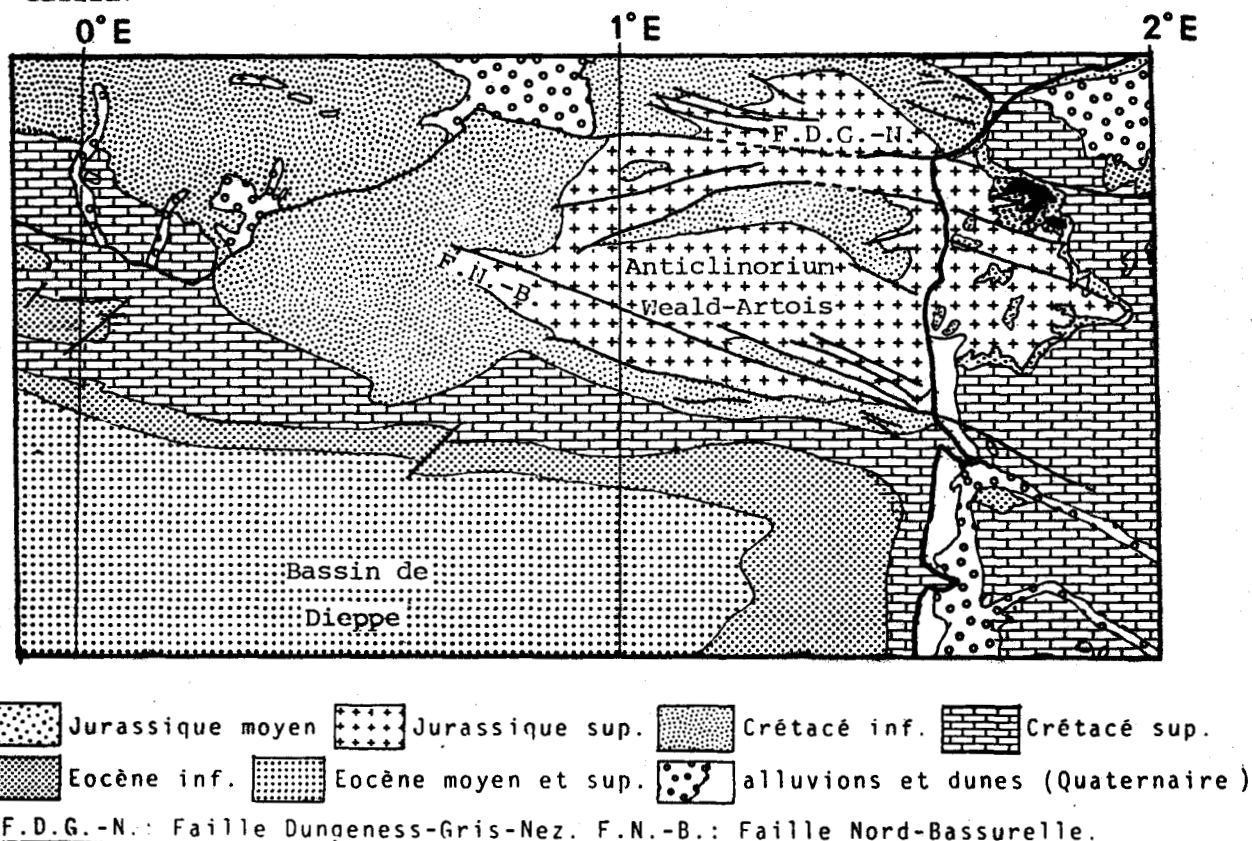 0°E 1°E 2°E
F.D.G.-N.
F.N.-B.
Anticlinorium
Weald-Artois
Bassin de
Dieppe
Jurassique moyen Jurassique sup. Crétacé inf. Crétacé sup.
Eocène inf. Eocène moyen et sup. alluvions et dunes (Quaternaire)
F.D.G.-N.: Faille Dungeness-Gris-Nez. F.N.-B.: Faille Nord-Bassurelle.